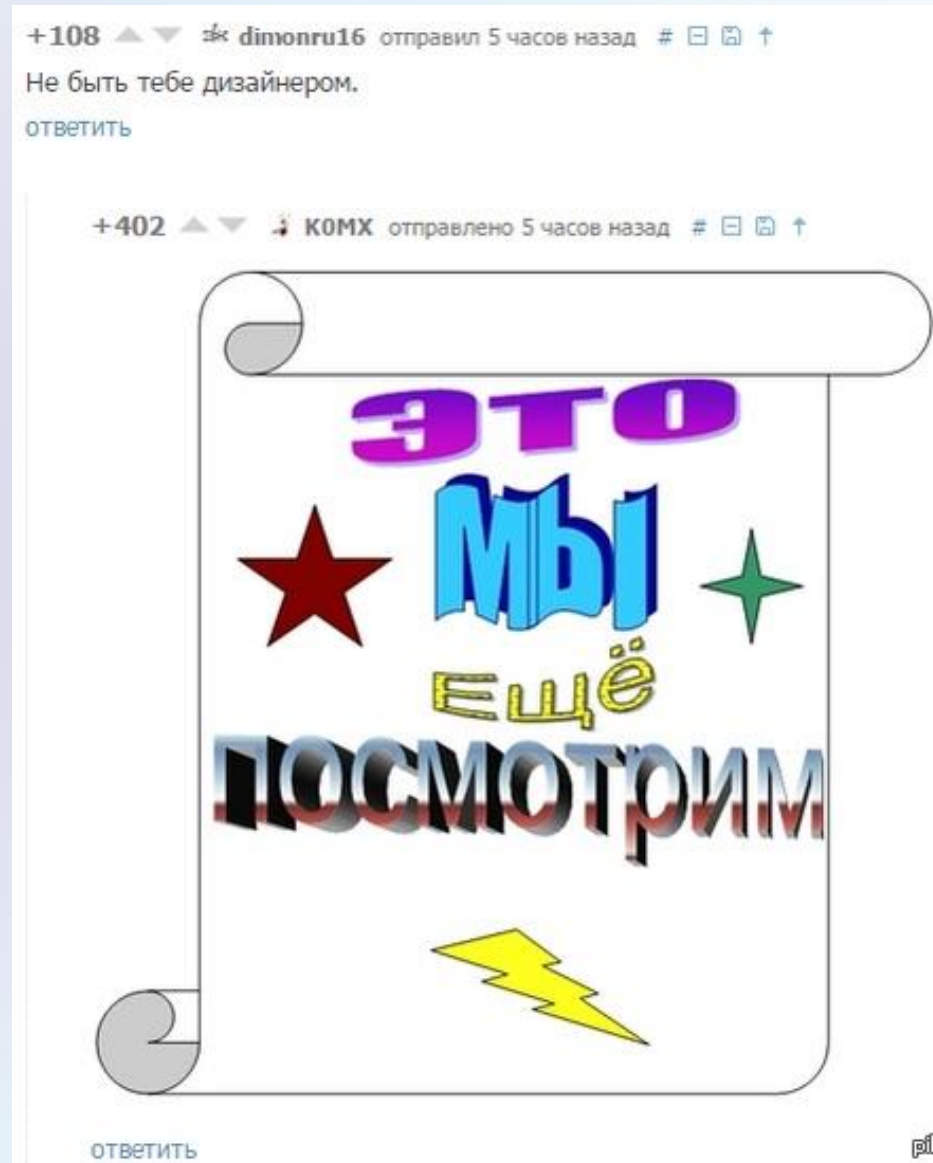 +108 dimonru16 отправил 5 часов назад #
Не быть тебе дизайнером.
ответить
+402 K0MX отправлено 5 часов назад #
ЭТО
МЫ
Ещё
ПОСМОТРИМ
ответить